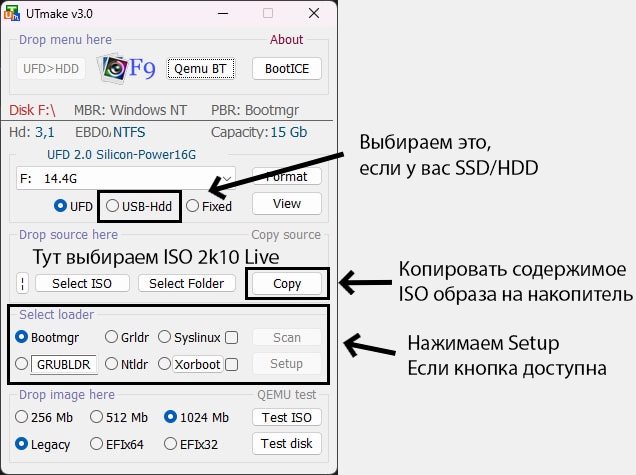 UTmake v3.0
Drop menu here
About
UFD>HDD
F9
Qemu BT
BootICE
Disk F:\ MBR: Windows NT PBR: Bootmgr
Hd: 3,1 EBD0/NTFS Capacity: 15 Gb
UFD 2.0 Silicon-Power16G
F: 14.4G
Format
UFD USB-Hdd Fixed
View
Выбираем это,
если у вас SSD/HDD
Drop source here
Copy source
Тут выбираем ISO 2k10 Live
¦ Select ISO Select Folder Copy
Копировать содержимое
ISO образа на накопитель
Select loader
Bootmgr Grldr Syslinux Scan
GRUBLDR Ntldr Xorboot Setup
Нажимаем Setup
Если кнопка доступна
Drop image here
QEMU test
256 Mb 512 Mb 1024 Mb Test ISO
Legacy EFIx64 EFIx32 Test disk